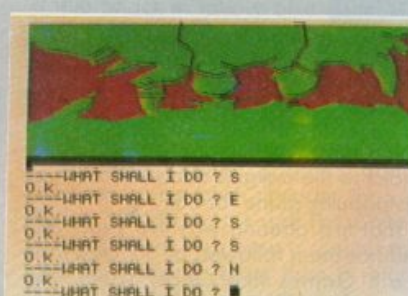 ----WHAT SHALL I DO ? S
O.K.
----WHAT SHALL I DO ? E
O.K.
----WHAT SHALL I DO ? S
O.K.
----WHAT SHALL I DO ? S
O.K.
----WHAT SHALL I DO ? N
O.K.
----WHAT SHALL I DO ?